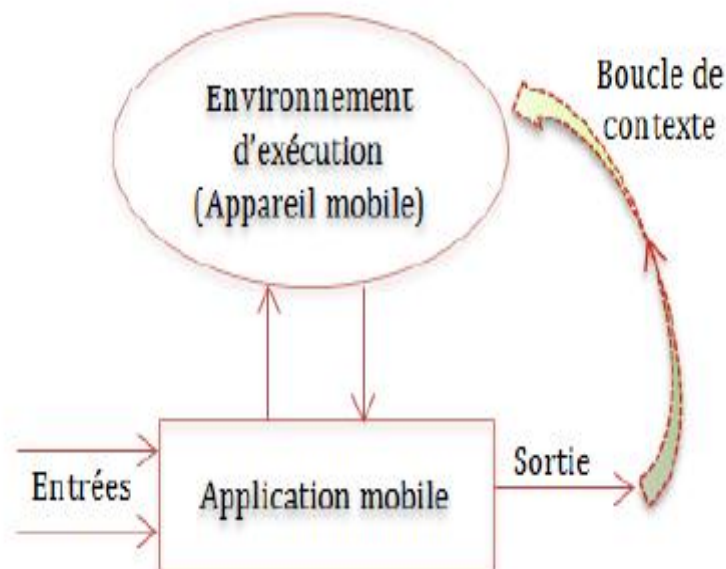 Environnement
d'exécution
(Appareil mobile)
Boucle de
contexte
Entrées
Application mobile
Sortie